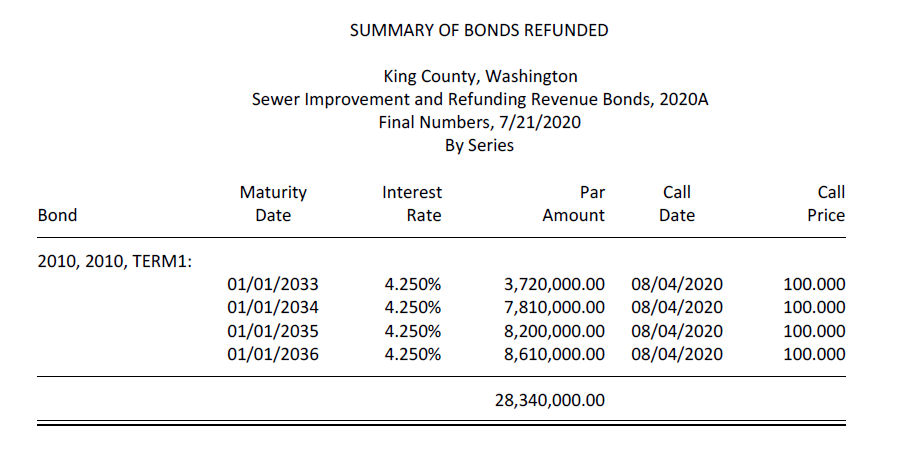 SUMMARY OF BONDS REFUNDED
King County, Washington
Sewer Improvement and Refunding Revenue Bonds, 2020A
Final Numbers, 7/21/2020
By Series
Maturity Interest Par Call Call
Bond Date Rate Amount Date Price
2010, 2010, TERM1:
01/01/2033 4.250% 3,720,000.00 08/04/2020 100.000
01/01/2034 4.250% 7,810,000.00 08/04/2020 100.000
01/01/2035 4.250% 8,200,000.00 08/04/2020 100.000
01/01/2036 4.250% 8,610,000.00 08/04/2020 100.000
28,340,000.00